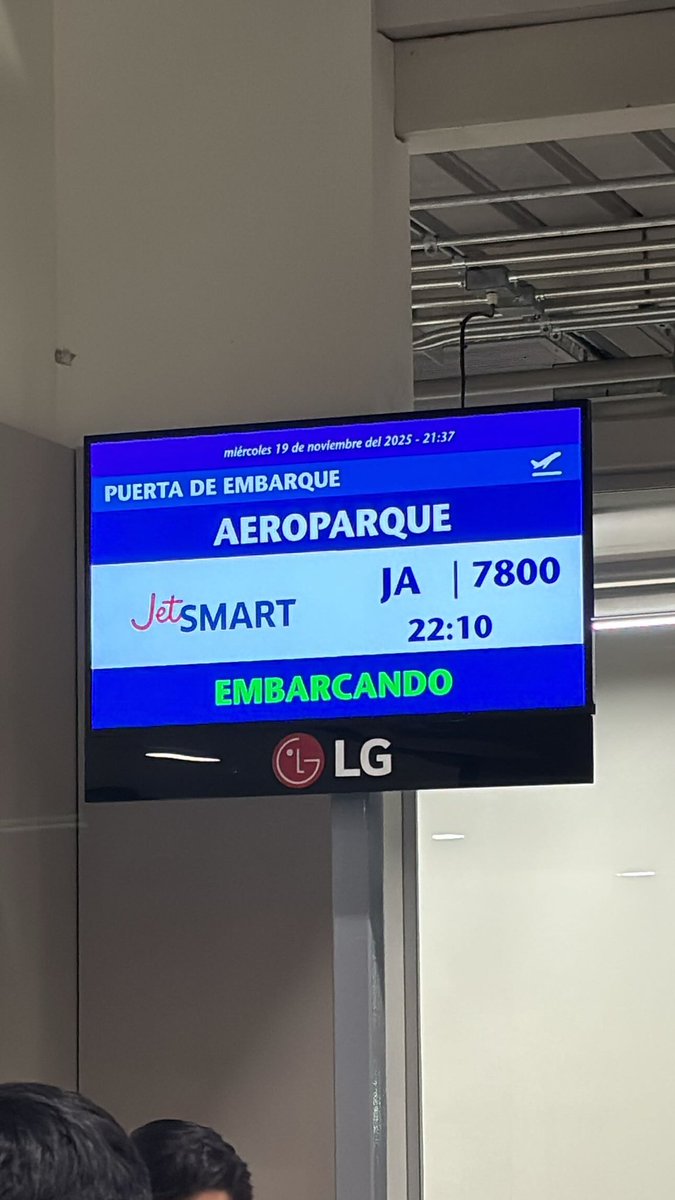 miércoles 19 de noviembre del 2025 - 21:37
PUERTA DE EMBARQUE
AEROPARQUE
JetSMART
JA | 7800
22:10
EMBARCANDO
LG